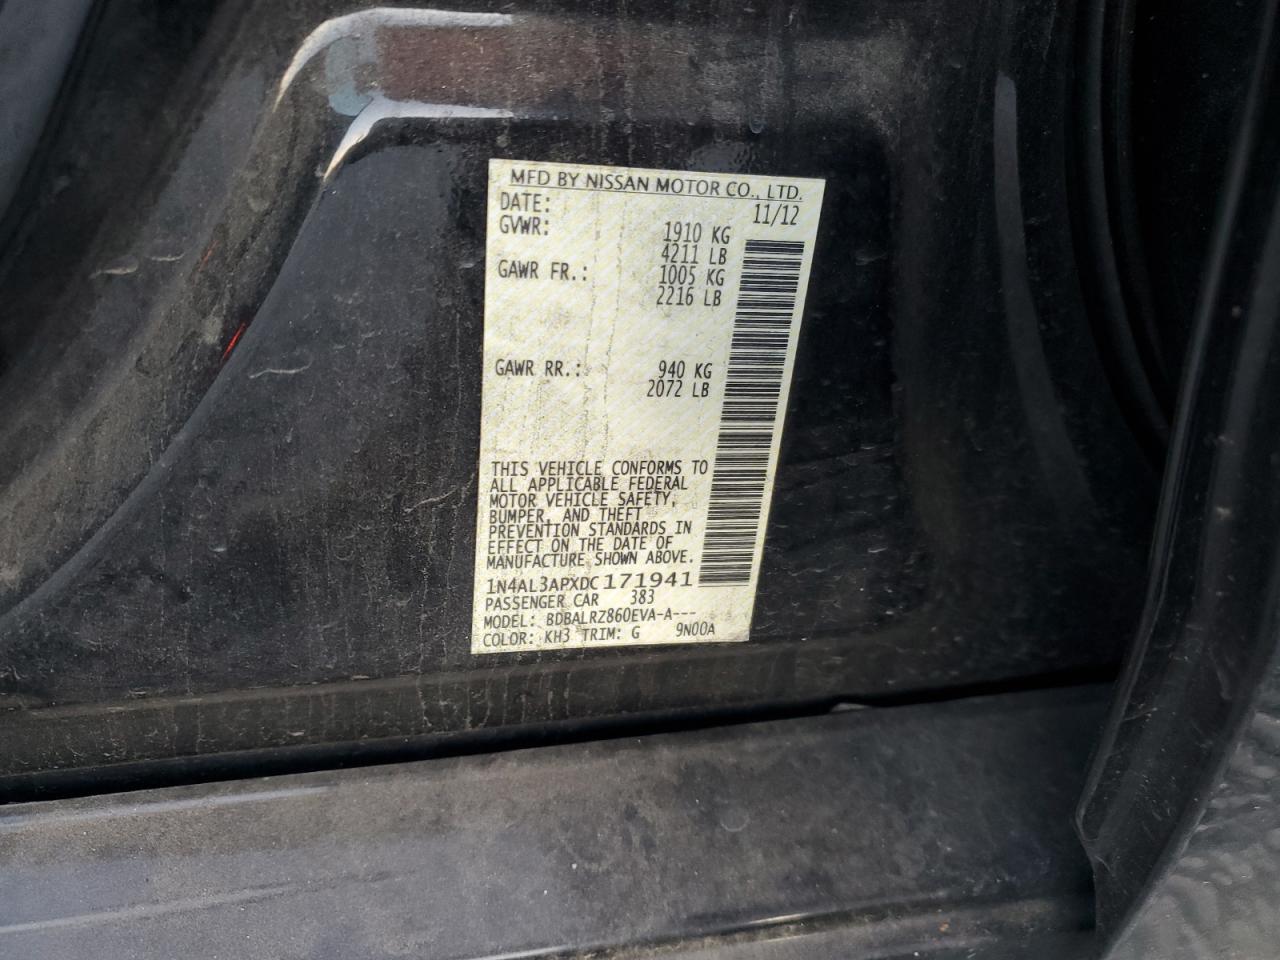 MFD BY NISSAN MOTOR CO., LTD.
DATE: 11/12
GVWR: 1910 KG
4211 LB
GAWR FR.: 1005 KG
2216 LB
GAWR RR.: 940 KG
2072 LB
THIS VEHICLE CONFORMS TO
ALL APPLICABLE FEDERAL
MOTOR VEHICLE SAFETY,
BUMPER, AND THEFT
PREVENTION STANDARDS IN
EFFECT ON THE DATE OF
MANUFACTURE SHOWN ABOVE.
1N4AL3APXDC171941
PASSENGER CAR 383
MODEL: BDBALRZ860EVA-A---
COLOR: KH3 TRIM: G 9N00A